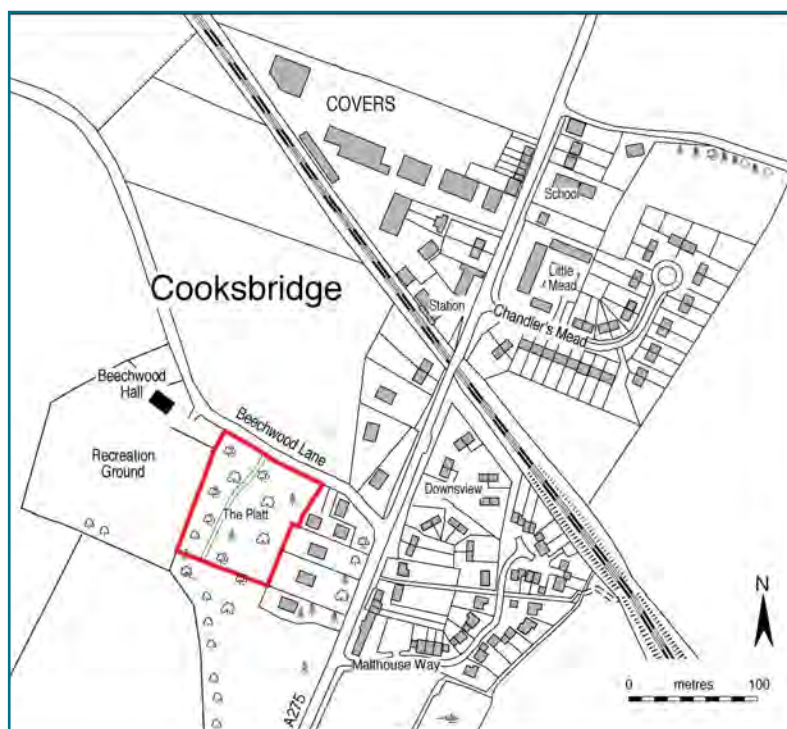 COVERS
School
Cooksbridge
Little
Mead
Station
Chandler's Mead
Beechwood
Hall
Beechwood Lane
Recreation
Ground
Downsview
The Platt
N
Malthouse Way
0 metres 100
A275